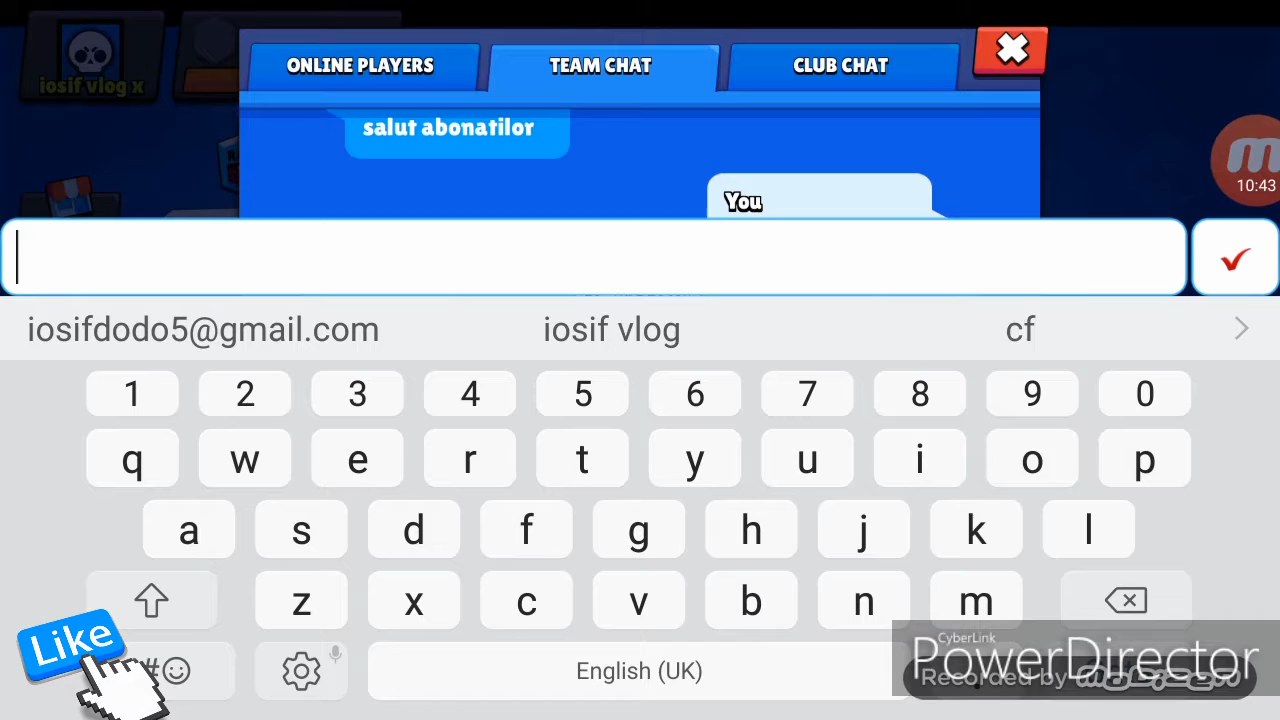 iosif vlog x
ONLINE PLAYERS
TEAM CHAT
CLUB CHAT
salut abonatilor
You
10:43
iosifdodo5@gmail.com
iosif vlog
cf
1 2 3 4 5 6 7 8 9 0
q w e r t y u i o p
a s d f g h j k l
z x c v b n m
Like
English (UK)
CyberLink
PowerDirector
Recorded by